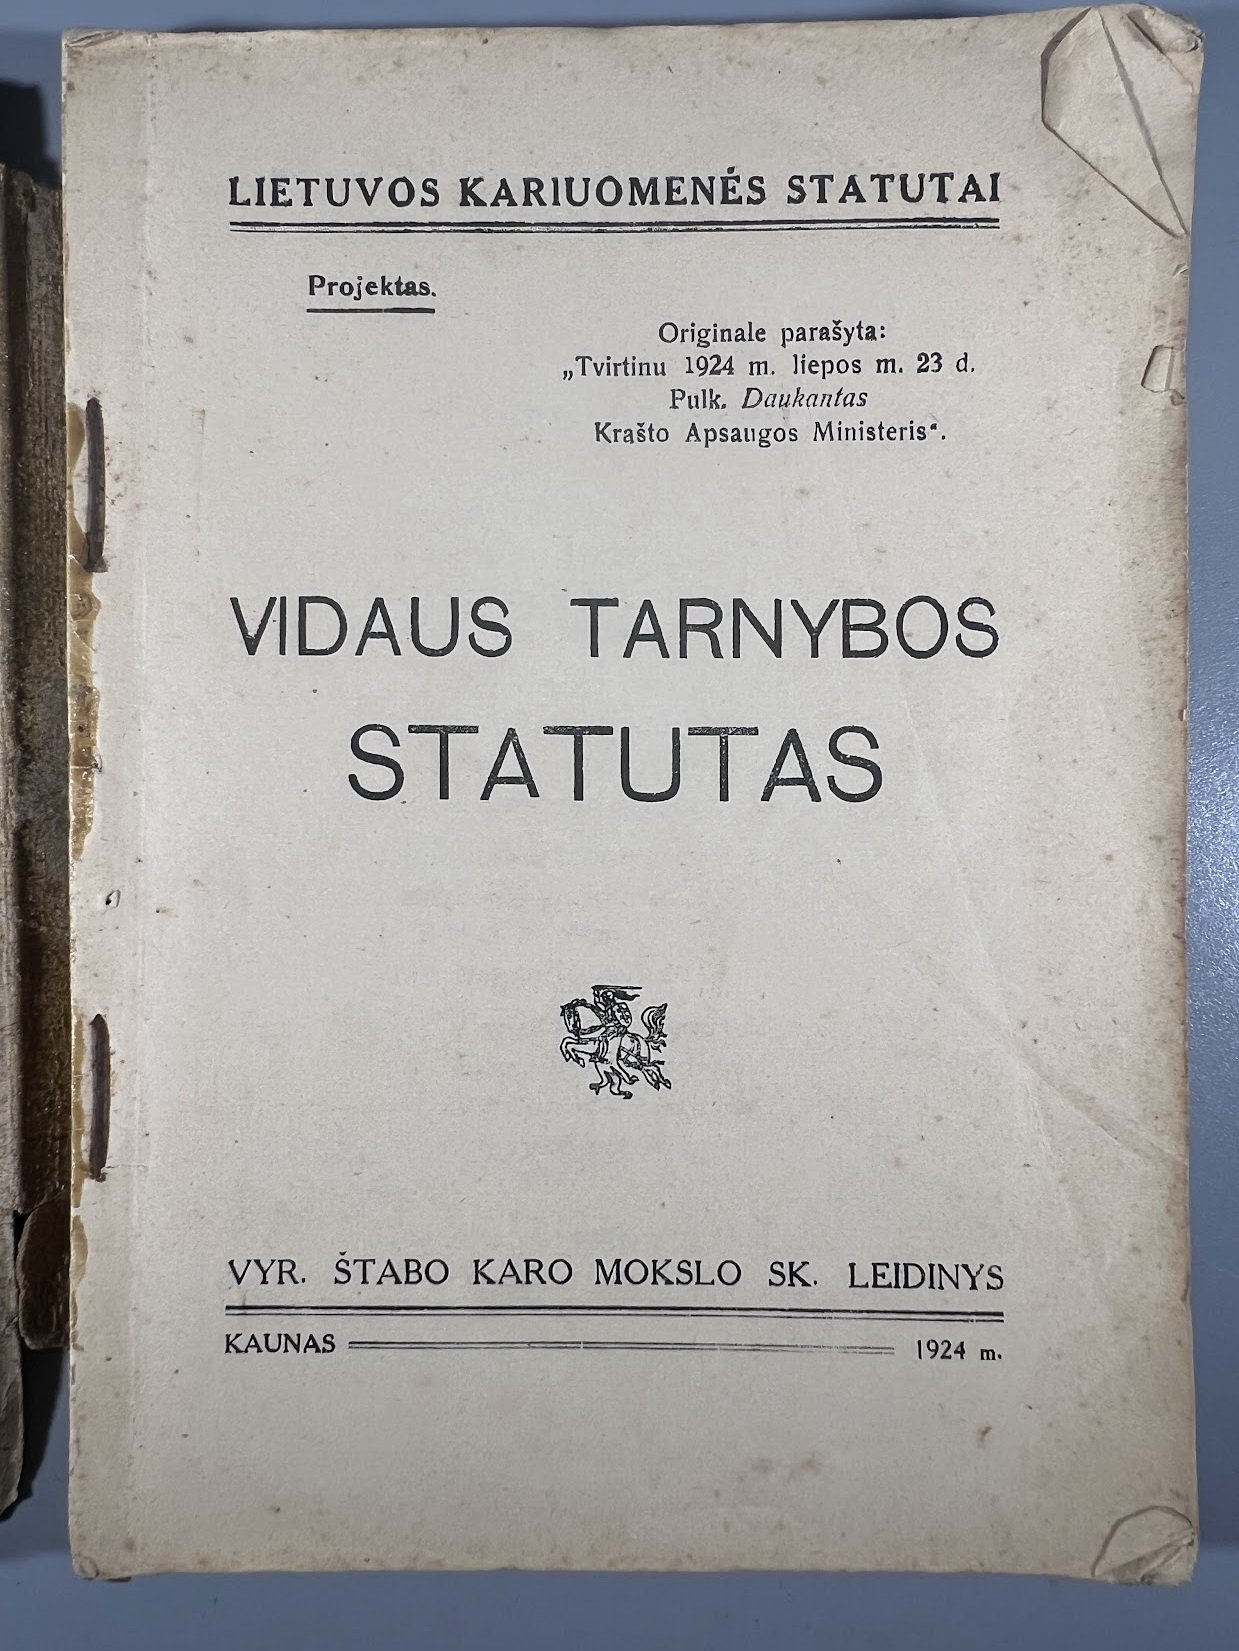 LIETUVOS KARIUOMENĖS STATUTAI
Projektas.
Originale parašyta:
„Tvirtinu 1924 m. liepos m. 23 d.
Pulk. Daukantas
Krašto Apsaugos Ministeris“.
VIDAUS TARNYBOS
STATUTAS
VYR. ŠTABO KARO MOKSLO SK. LEIDINYS
KAUNAS 1924 m.